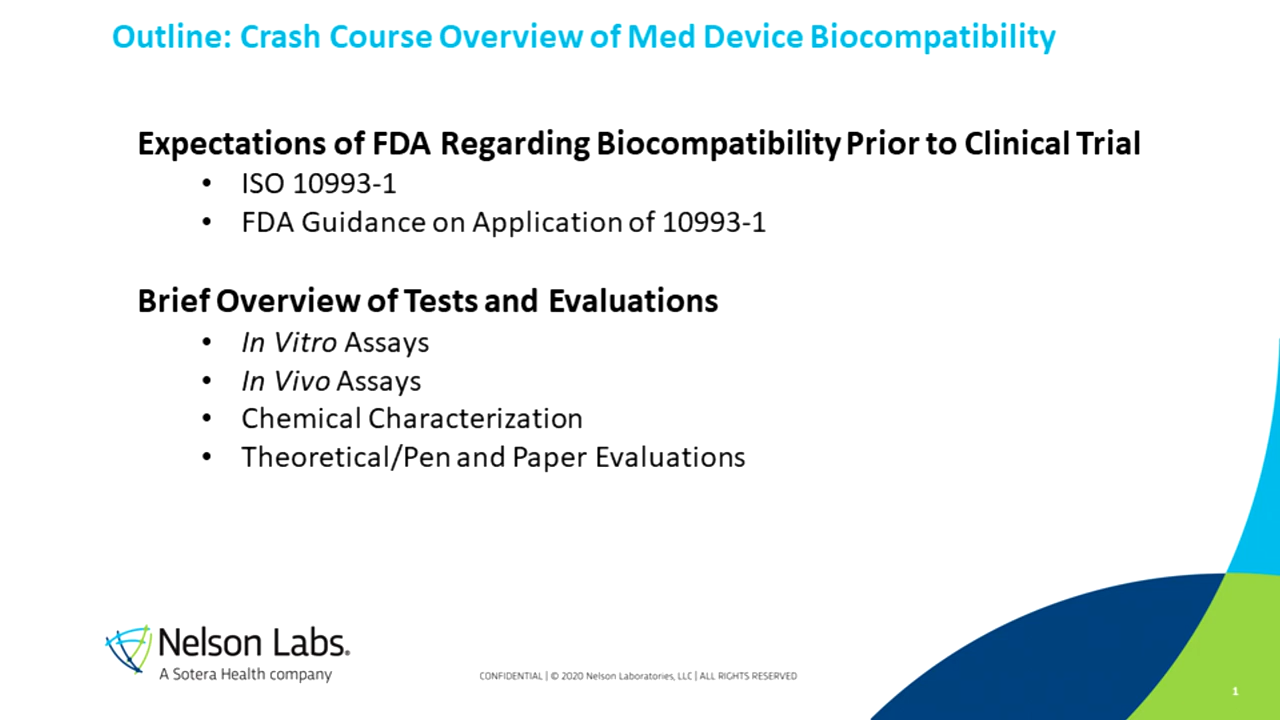 Outline: Crash Course Overview of Med Device Biocompatibility
Expectations of FDA Regarding Biocompatibility Prior to Clinical Trial
• ISO 10993-1
• FDA Guidance on Application of 10993-1
Brief Overview of Tests and Evaluations
• In Vitro Assays
• In Vivo Assays
• Chemical Characterization
• Theoretical/Pen and Paper Evaluations
Nelson Labs.
A Sotera Health company
CONFIDENTIAL | © 2020 Nelson Laboratories, LLC | ALL RIGHTS RESERVED
1